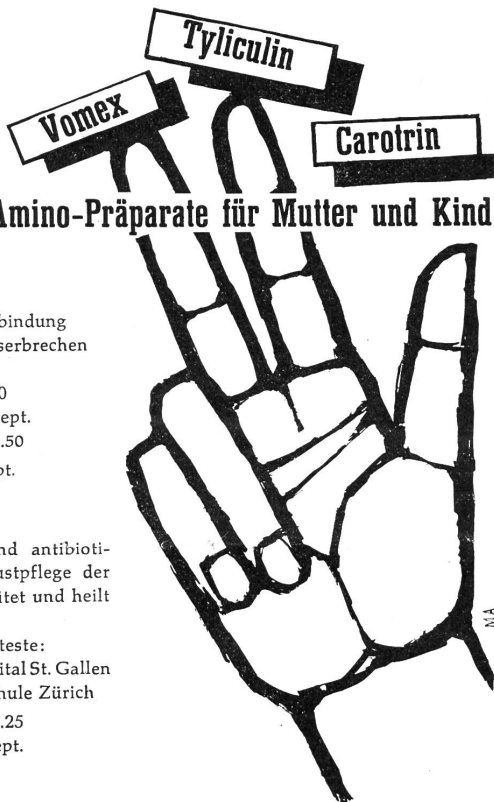 Tyliculin
Vomex
Carotrin
Amino-Präparate für Mutter und Kind
bindung
serbrechen
0
ept.
.50
pt.
nd antibioti-
ustpflege der
itet und heilt
teste:
ital St. Gallen
hule Zürich
.25
ept.
MA